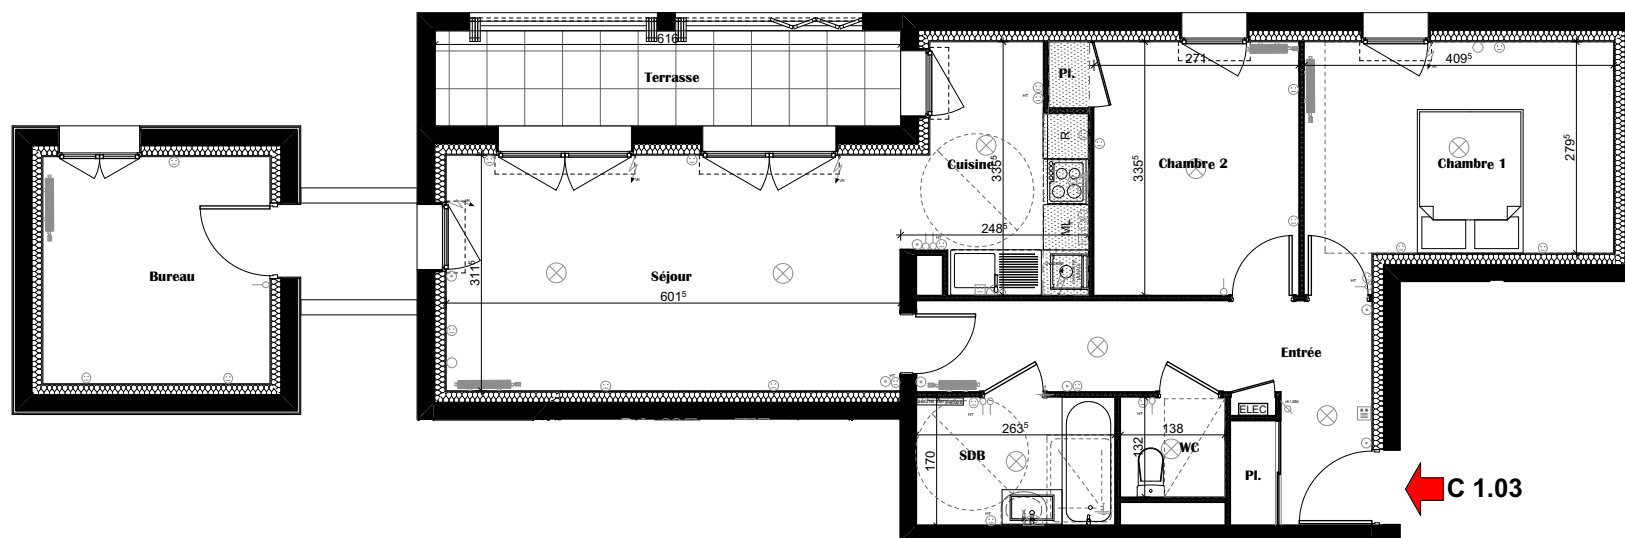 616
Terrasse
Pl.
271
409⁵
R
Cuisine
335⁵
335⁵
Chambre 2
Chambre 1
279⁵
ML
248⁵
Bureau
311⁵
Séjour
601⁵
Entrée
ELEC
263⁵
138
132
170
SDB
WC
Pl.
C 1.03